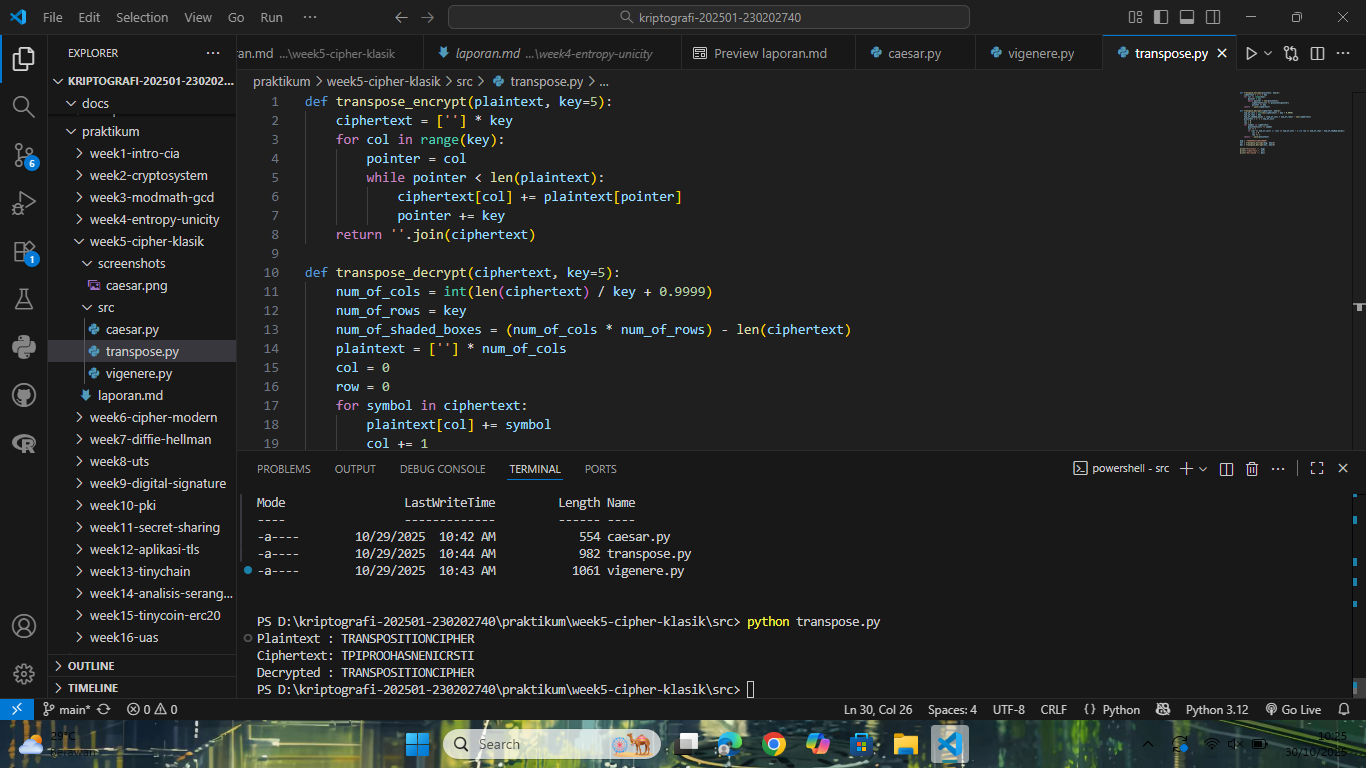 File Edit Selection View Go Run ··· kriptografi-202501-230202740
EXPLORER ···
KRIPTOGRAFI-202501-230202...
docs
praktikum
week1-intro-cia
week2-cryptosystem
week3-modmath-gcd
week4-entropy-unicity
week5-cipher-klasik
screenshots
caesar.png
src
caesar.py
transpose.py
vigenere.py
laporan.md
week6-cipher-modern
week7-diffie-hellman
week8-uts
week9-digital-signature
week10-pki
week11-secret-sharing
week12-aplikasi-tls
week13-tinychain
week14-analisis-serang...
week15-tinycoin-erc20
week16-uas
OUTLINE
TIMELINE
6
1
an.md ...\week5-cipher-klasik laporan.md ...\week4-entropy-unicity Preview laporan.md caesar.py vigenere.py transpose.py
praktikum > week5-cipher-klasik > src > transpose.py > ...
1 def transpose_encrypt(plaintext, key=5):
2 ciphertext = [''] * key
3 for col in range(key):
4 pointer = col
5 while pointer < len(plaintext):
6 ciphertext[col] += plaintext[pointer]
7 pointer += key
8 return ''.join(ciphertext)
9
10 def transpose_decrypt(ciphertext, key=5):
11 num_of_cols = int(len(ciphertext) / key + 0.9999)
12 num_of_rows = key
13 num_of_shaded_boxes = (num_of_cols * num_of_rows) - len(ciphertext)
14 plaintext = [''] * num_of_cols
15 col = 0
16 row = 0
17 for symbol in ciphertext:
18 plaintext[col] += symbol
19 col += 1
PROBLEMS OUTPUT DEBUG CONSOLE TERMINAL PORTS powershell - src
Mode LastWriteTime Length Name
---- ------------- ------ ----
-a---- 10/29/2025 10:42 AM 554 caesar.py
-a---- 10/29/2025 10:44 AM 982 transpose.py
-a---- 10/29/2025 10:43 AM 1061 vigenere.py
PS D:\kriptografi-202501-230202740\praktikum\week5-cipher-klasik\src> python transpose.py
Plaintext : TRANSPOSITIONCIPHER
Ciphertext: TPIPROOHASNENICRSTI
Decrypted : TRANSPOSITIONCIPHER
PS D:\kriptografi-202501-230202740\praktikum\week5-cipher-klasik\src>
main* 0 0 Ln 30, Col 26 Spaces: 4 UTF-8 CRLF {} Python Python 3.12 Go Live
Search
10:25
30/10/2025